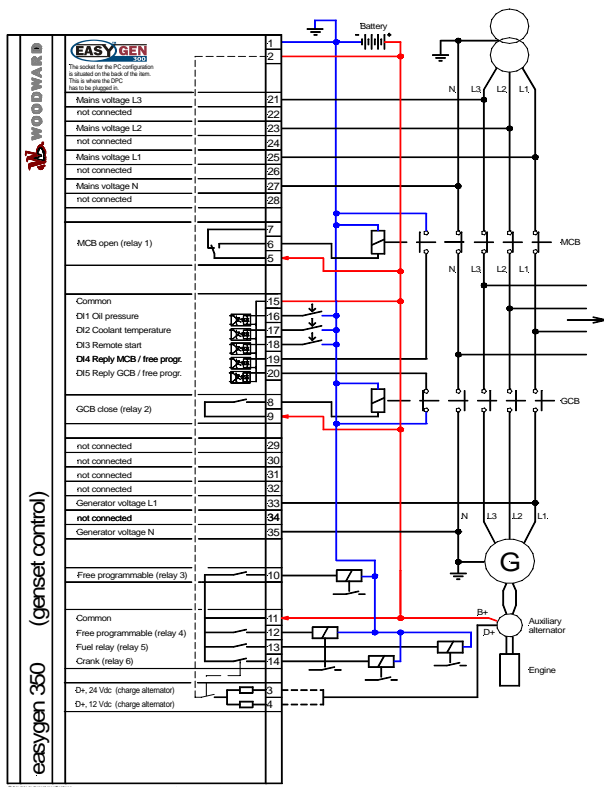 WOODWARD
EASY GEN
300
The socket for the PC configuration
is situated on the back of the item.
This is where the DPC
has to be plugged in.
Battery
1
2
Mains voltage L3 21
not connected 22
Mains voltage L2 23
not connected 24
Mains voltage L1 25
not connected 26
Mains voltage N 27
not connected 28
N L3 L2 L1
7
MCB open (relay 1) 6
5
MCB
N L3 L2 L1
Common 15
DI1 Oil pressure 16
DI2 Coolant temperature 17
DI3 Remote start 18
DI4 Reply MCB / free progr. 19
DI5 Reply GCB / free progr. 20
8
GCB close (relay 2) 9
GCB
not connected 29
not connected 30
not connected 31
not connected 32
Generator voltage L1 33
not connected 34
Generator voltage N 35
N L3 L2 L1
G
Free programmable (relay 3) 10
Common 11
Free programmable (relay 4) 12
Fuel relay (relay 5) 13
Crank (relay 6) 14
B+
D+
Auxiliary
alternator
Engine
D+, 24 Vdc (charge alternator) 3
D+, 12 Vdc (charge alternator) 4
easygen 350 (genset control)